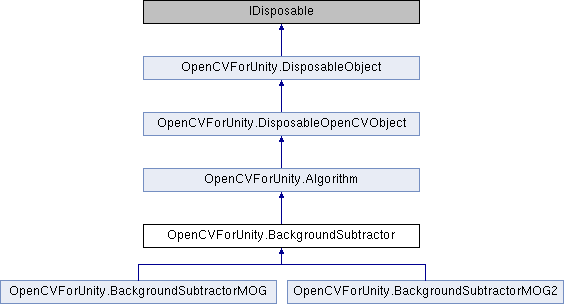 IDisposable
OpenCVForUnity.DisposableObject
OpenCVForUnity.DisposableOpenCVObject
OpenCVForUnity.Algorithm
OpenCVForUnity.BackgroundSubtractor
OpenCVForUnity.BackgroundSubtractorMOG
OpenCVForUnity.BackgroundSubtractorMOG2